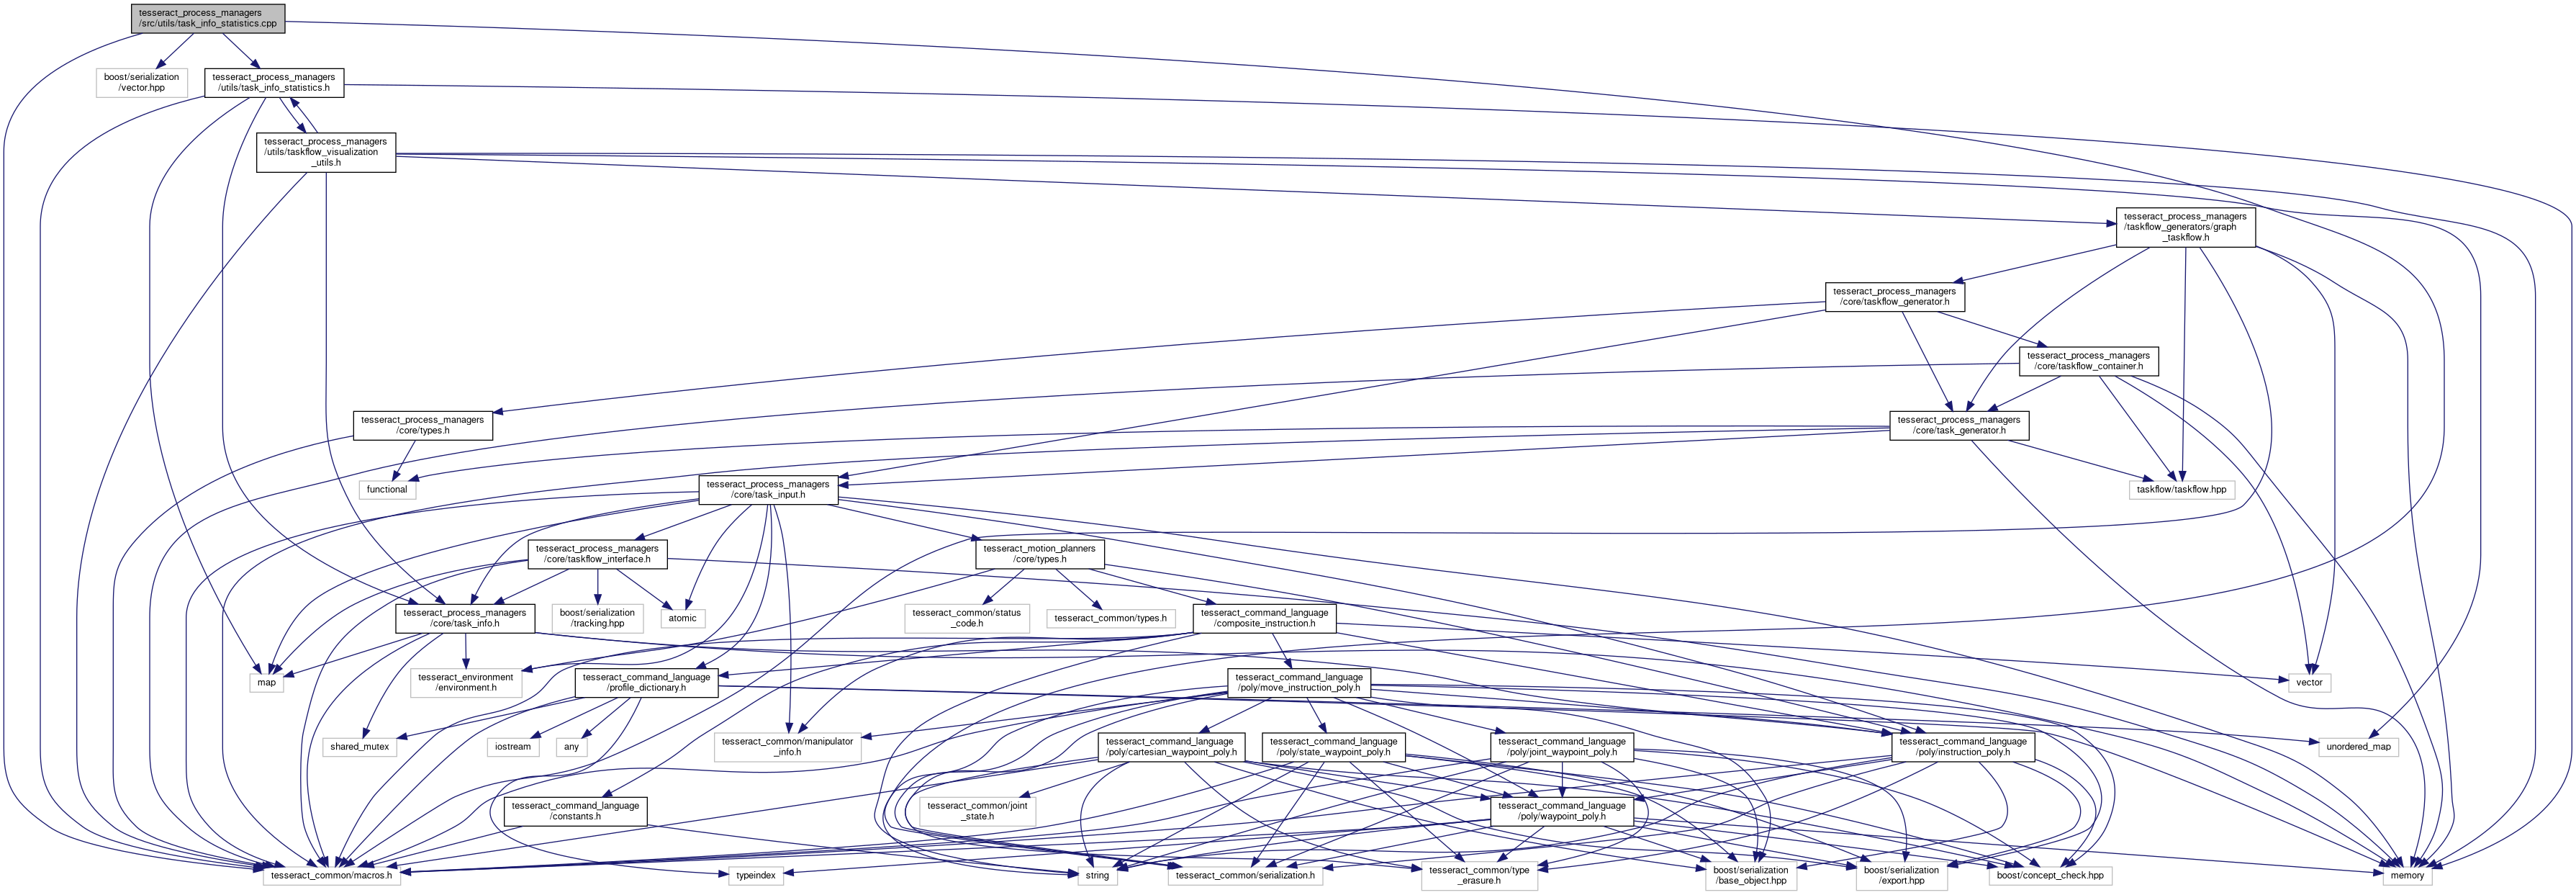 tesseract_process_managers
/src/utils/task_info_statistics.cpp
boost/serialization
/vector.hpp
tesseract_process_managers
/utils/task_info_statistics.h
tesseract_process_managers
/utils/taskflow_visualization
_utils.h
tesseract_process_managers
/taskflow_generators/graph
_taskflow.h
tesseract_process_managers
/core/taskflow_generator.h
tesseract_process_managers
/core/taskflow_container.h
tesseract_process_managers
/core/types.h
tesseract_process_managers
/core/task_generator.h
functional
tesseract_process_managers
/core/task_input.h
taskflow/taskflow.hpp
tesseract_process_managers
/core/taskflow_interface.h
tesseract_motion_planners
/core/types.h
tesseract_process_managers
/core/task_info.h
boost/serialization
/tracking.hpp
atomic
tesseract_common/status
_code.h
tesseract_common/types.h
tesseract_command_language
/composite_instruction.h
map
tesseract_environment
/environment.h
tesseract_command_language
/profile_dictionary.h
tesseract_command_language
/poly/move_instruction_poly.h
vector
shared_mutex
iostream
any
tesseract_common/manipulator
_info.h
tesseract_command_language
/poly/cartesian_waypoint_poly.h
tesseract_command_language
/poly/state_waypoint_poly.h
tesseract_command_language
/poly/joint_waypoint_poly.h
tesseract_command_language
/poly/instruction_poly.h
unordered_map
tesseract_command_language
/constants.h
tesseract_common/joint
_state.h
tesseract_command_language
/poly/waypoint_poly.h
tesseract_common/macros.h
typeindex
string
tesseract_common/serialization.h
tesseract_common/type
_erasure.h
boost/serialization
/base_object.hpp
boost/serialization
/export.hpp
boost/concept_check.hpp
memory